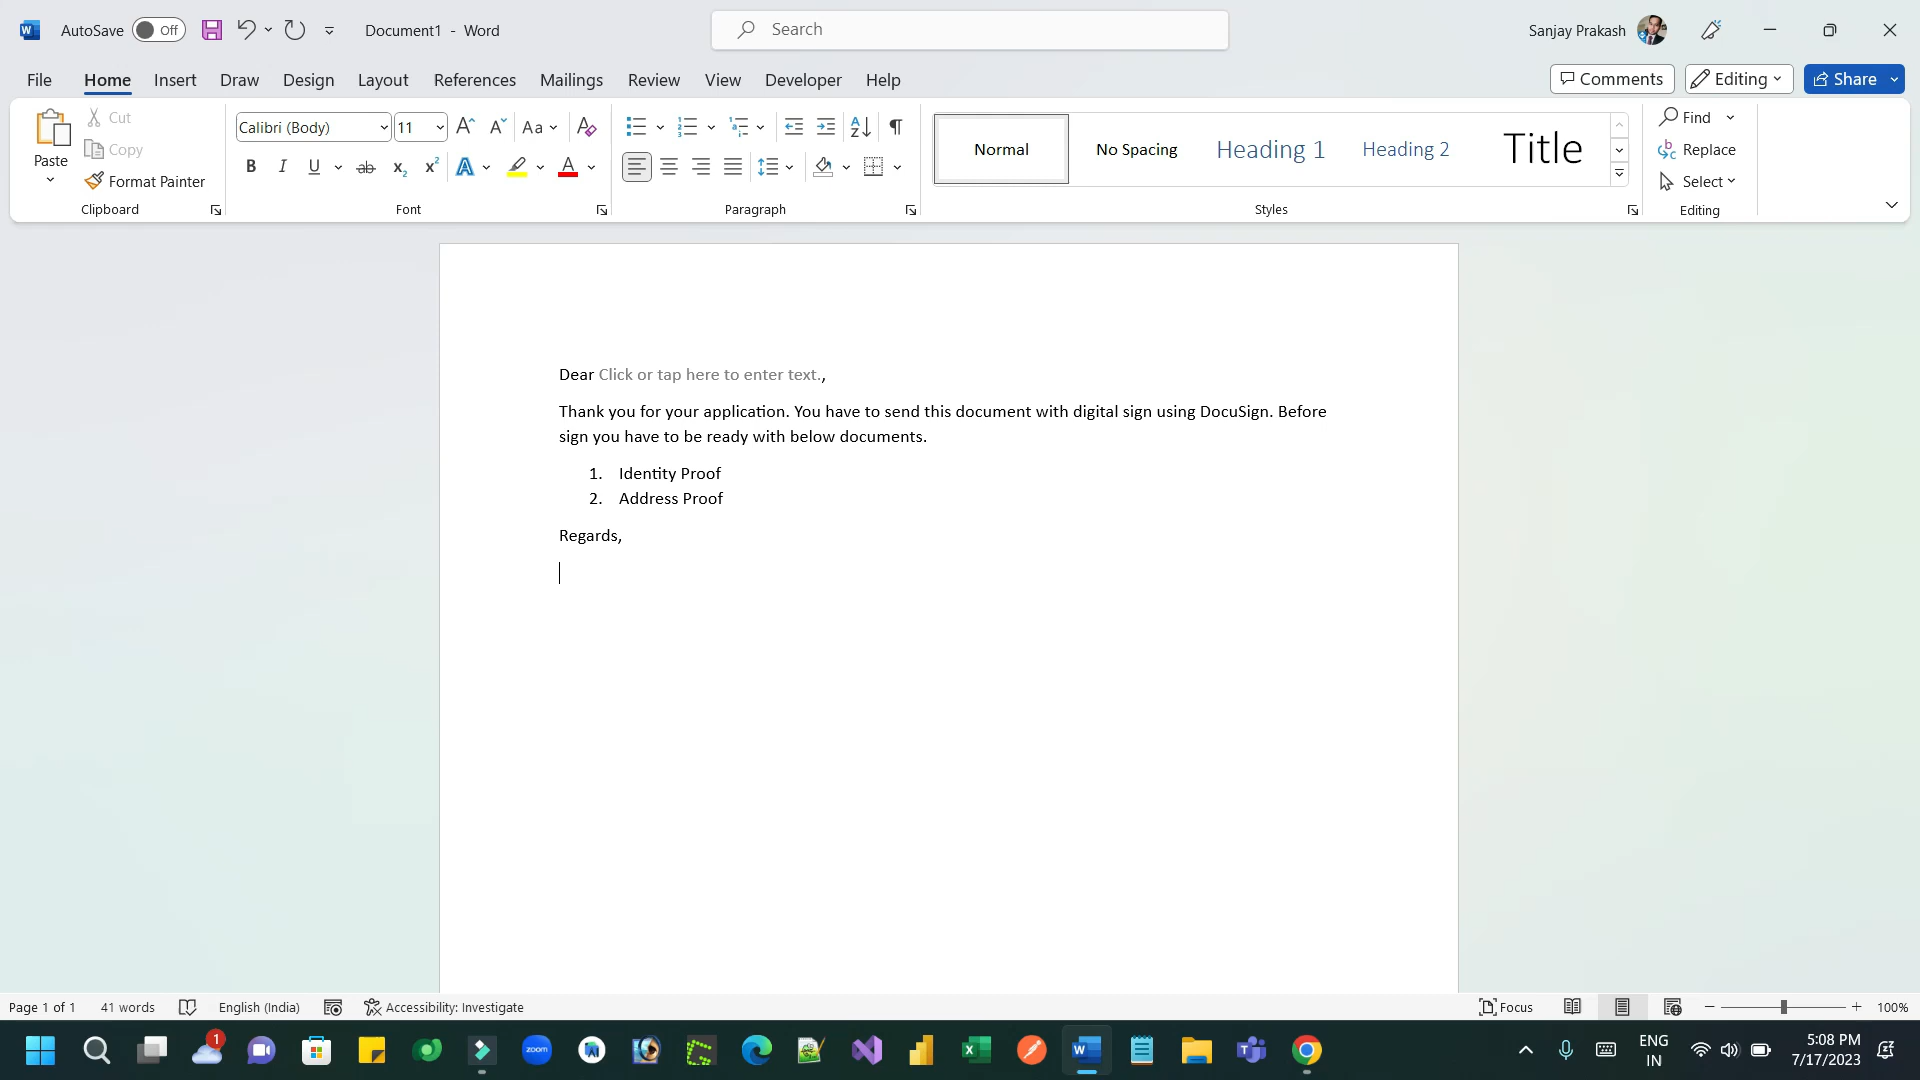 AutoSave Off Document1 - Word Search Sanjay Prakash
File Home Insert Draw Design Layout References Mailings Review View Developer Help Comments Editing Share
Paste Cut Copy Format Painter Clipboard
Calibri (Body) 11 Font
Paragraph
Normal No Spacing Heading 1 Heading 2 Title Styles
Find Replace Select Editing
Dear Click or tap here to enter text.,
Thank you for your application. You have to send this document with digital sign using DocuSign. Before
sign you have to be ready with below documents.
1. Identity Proof
2. Address Proof
Regards,
Page 1 of 1 41 words English (India) Accessibility: Investigate Focus 100%
1 zoom ENG 5:08 PM
IN 7/17/2023